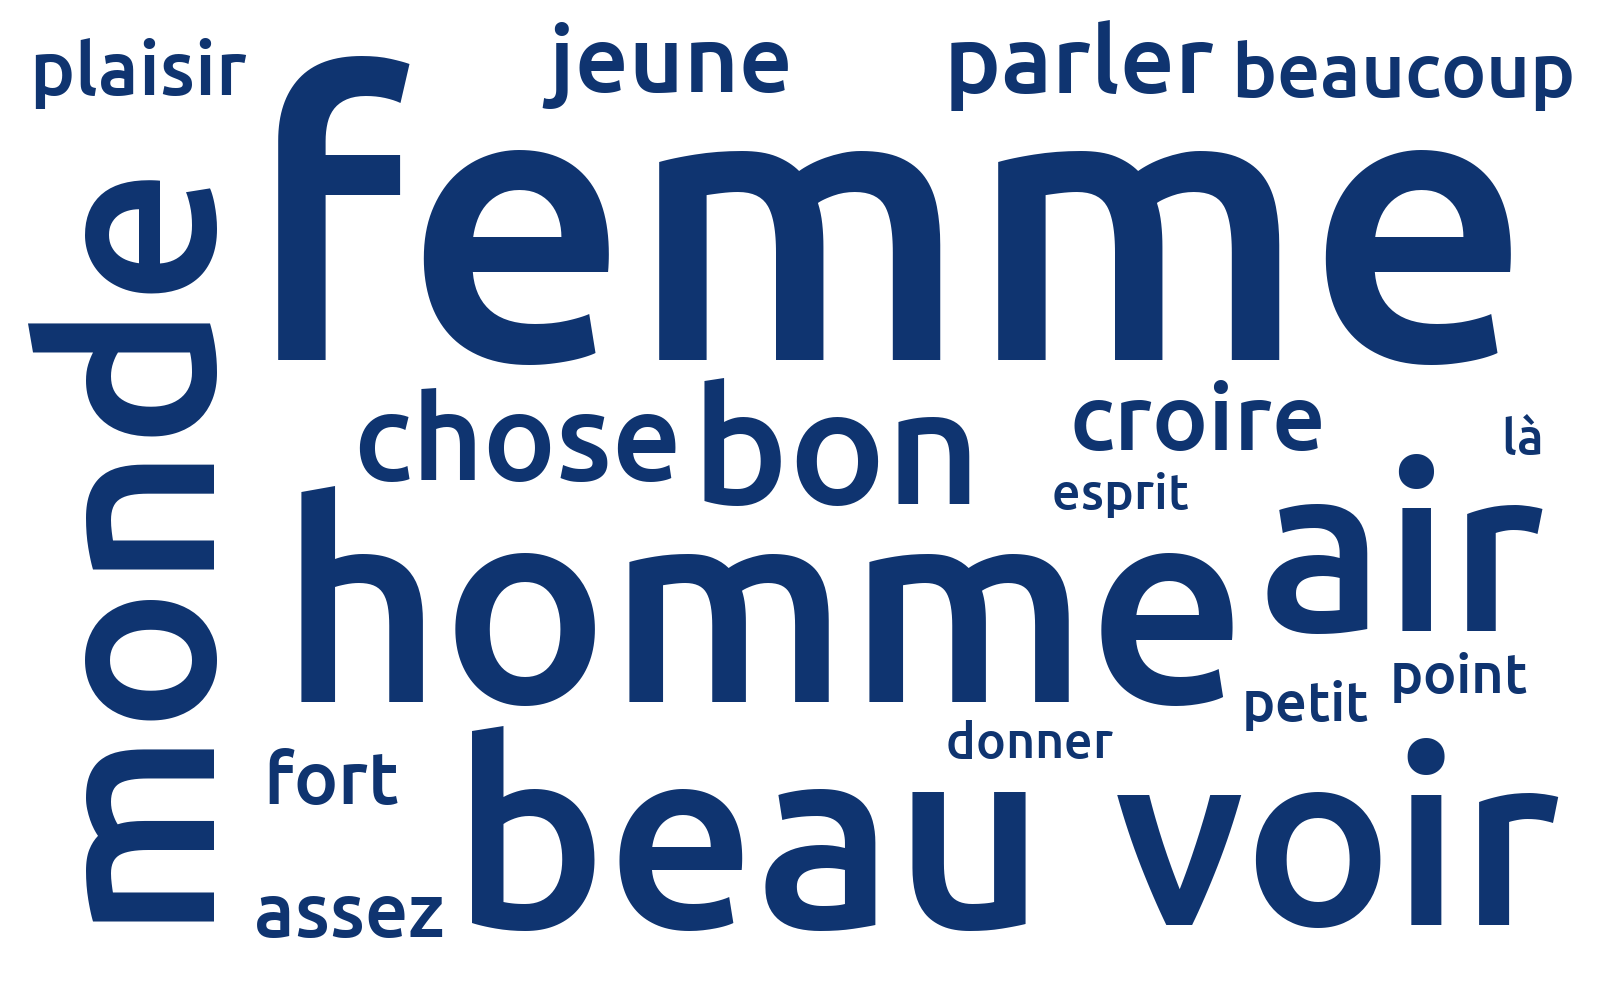 plaisir
jeune
parler
beaucoup
femme
monde
chose
bon
croire
là
esprit
air
homme
point
petit
donner
fort
beau
voir
assez